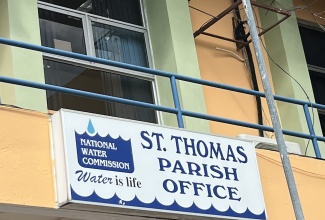 NATIONAL
WATER
COMMISSION
Water is life
ST. THOMAS
PARISH
OFFICE